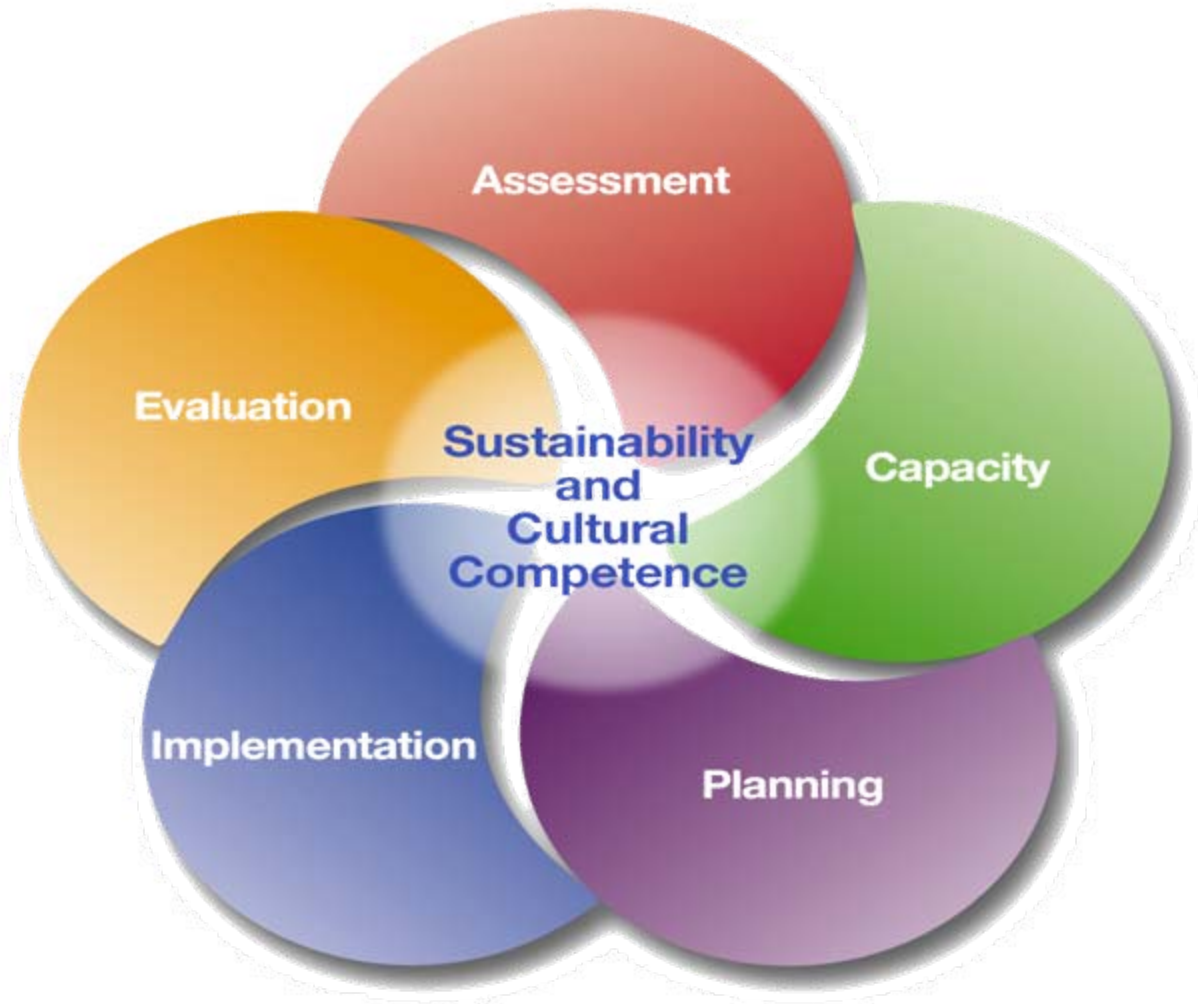 Assessment
Evaluation
Sustainability
and
Cultural
Competence
Capacity
Implementation
Planning